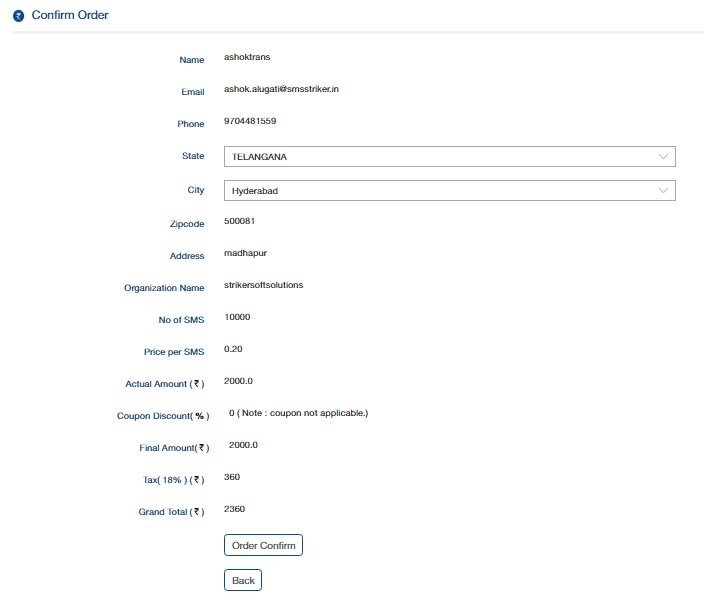 Confirm Order
Name ashoktrans
Email ashok.alugati@smsstriker.in
Phone 9704481559
State TELANGANA
City Hyderabad
Zipcode 500081
Address madhapur
Organization Name strikersoftsolutions
No of SMS 10000
Price per SMS 0.20
Actual Amount (₹) 2000.0
Coupon Discount( % ) 0 ( Note : coupon not applicable.)
Final Amount(₹) 2000.0
Tax( 18% ) (₹) 360
Grand Total (₹) 2360
Order Confirm
Back